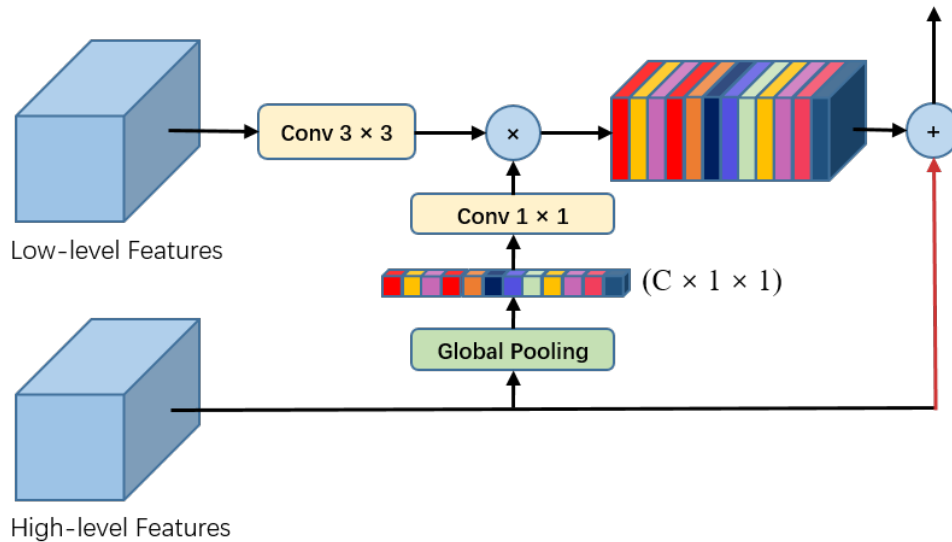 Conv 3 × 3
×
+
Conv 1 × 1
Low-level Features
(C × 1 × 1)
Global Pooling
High-level Features